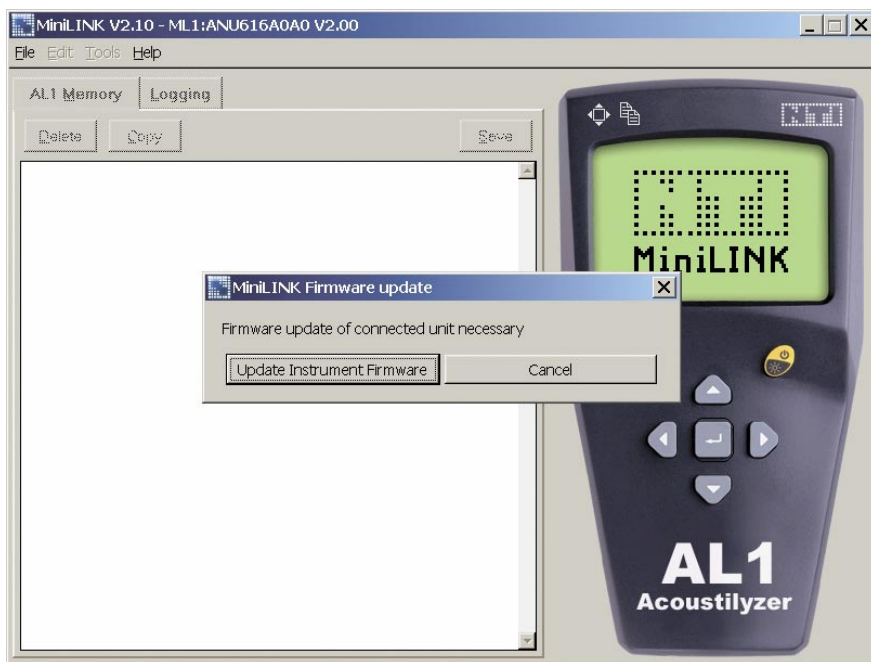 MiniLINK V2.10 - ML1:ANU616A0A0 V2.00
File Edit Tools Help
AL1 Memory Logging
Delete Copy Save
NTI
MiniLINK
MiniLINK Firmware update
Firmware update of connected unit necessary
Update Instrument Firmware Cancel
AL1
Acoustilyzer